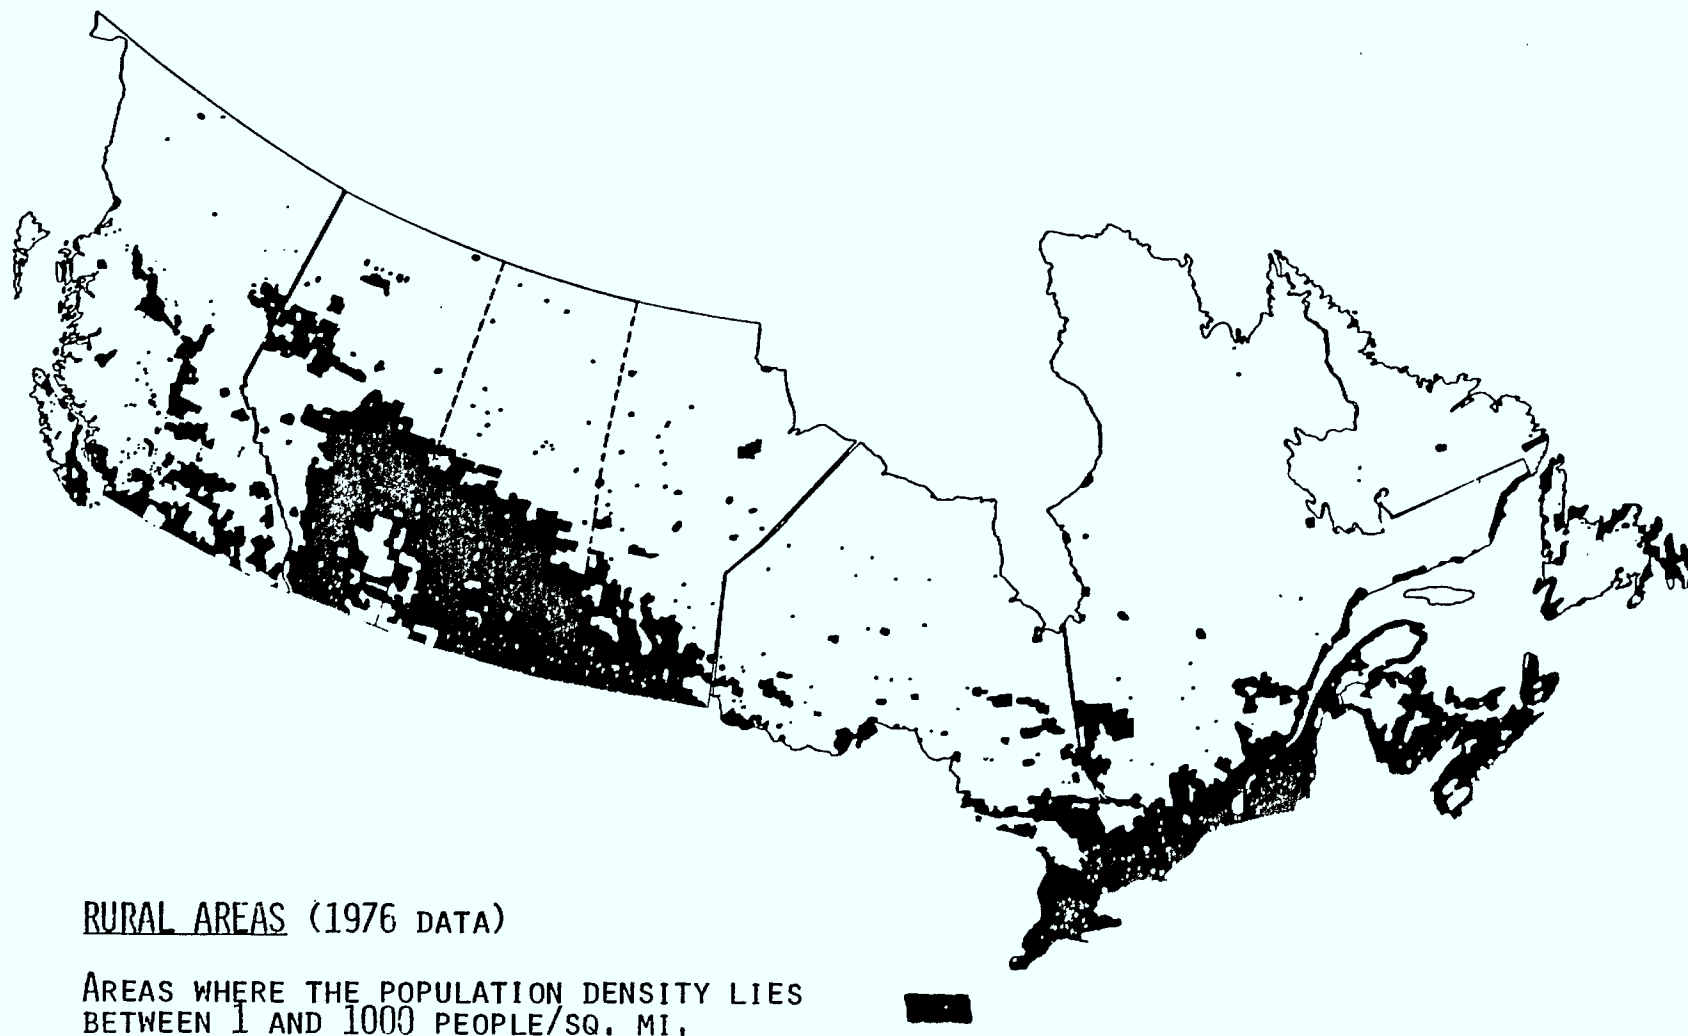 RURAL AREAS (1976 DATA)
AREAS WHERE THE POPULATION DENSITY LIES
BETWEEN 1 AND 1000 PEOPLE/SQ. MI.